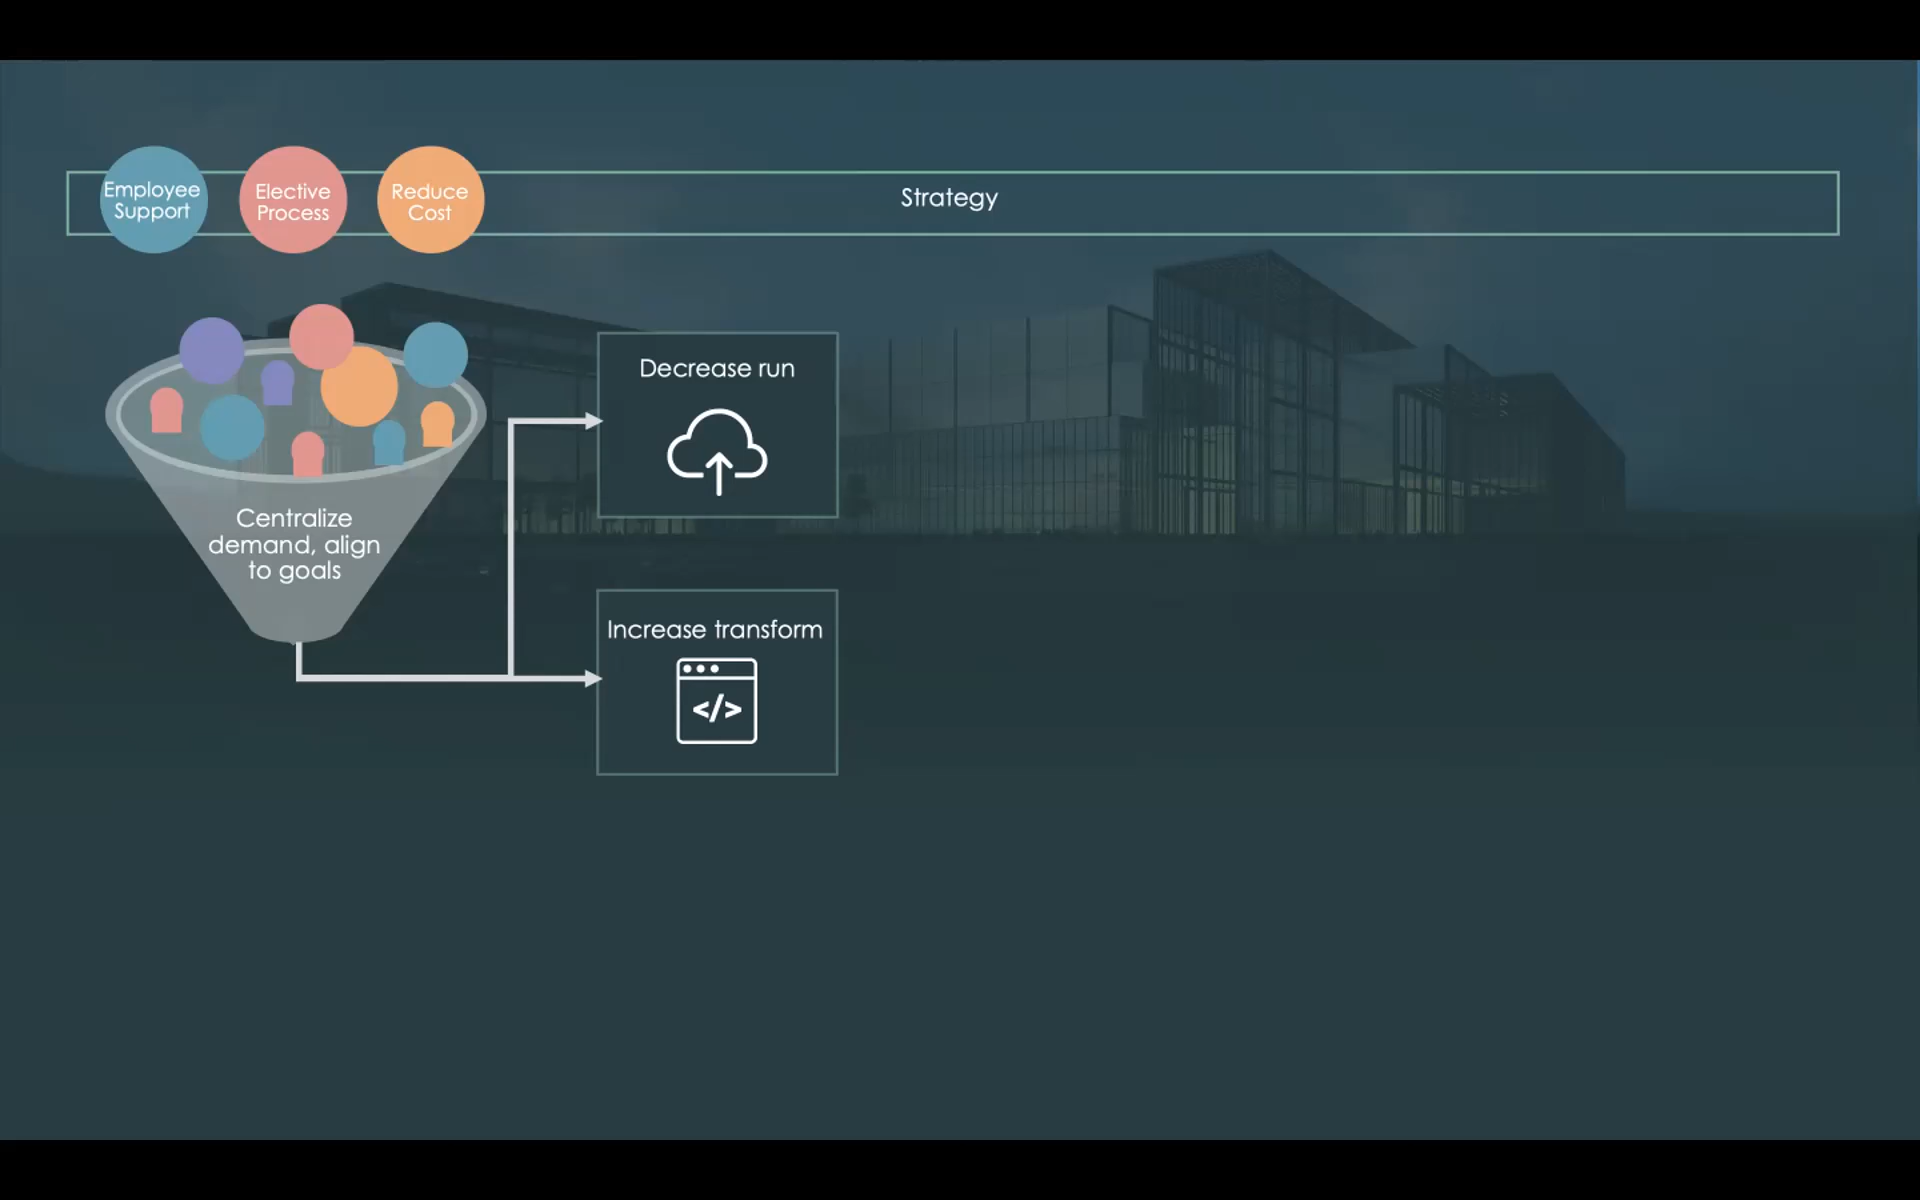 Employee
Support
Elective
Process
Reduce
Cost
Strategy
Decrease run
Centralize
demand, align
to goals
Increase transform
</>